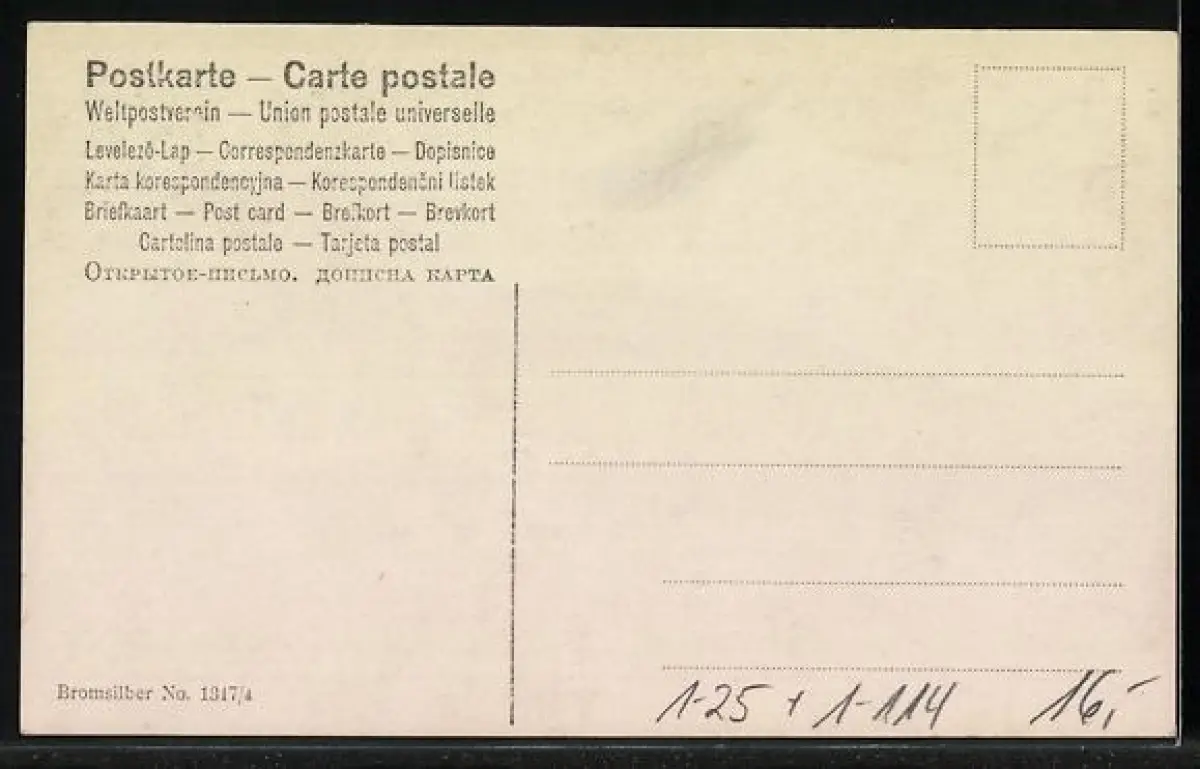 Postkarte — Carte postale
Weltpostverein — Union postale universelle
Levelező-Lap — Correspondenzkarte — Dopisnice
Karta korespondencyjna — Korespondenční lístek
Briefkaart — Post card — Brefkort — Brevkort
Cartolina postale — Tarjeta postal
Открытое-письмо. дописна карта
Bromsilber No. 1347/4
1-25 + 1-114 16,-